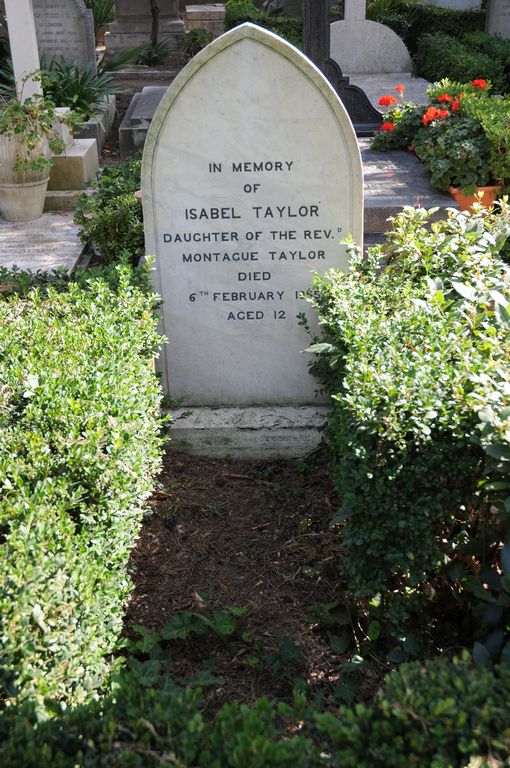 IN MEMORY
OF
ISABEL TAYLOR
DAUGHTER OF THE REV.D
MONTAGUE TAYLOR
DIED
6TH FEBRUARY
AGED 12